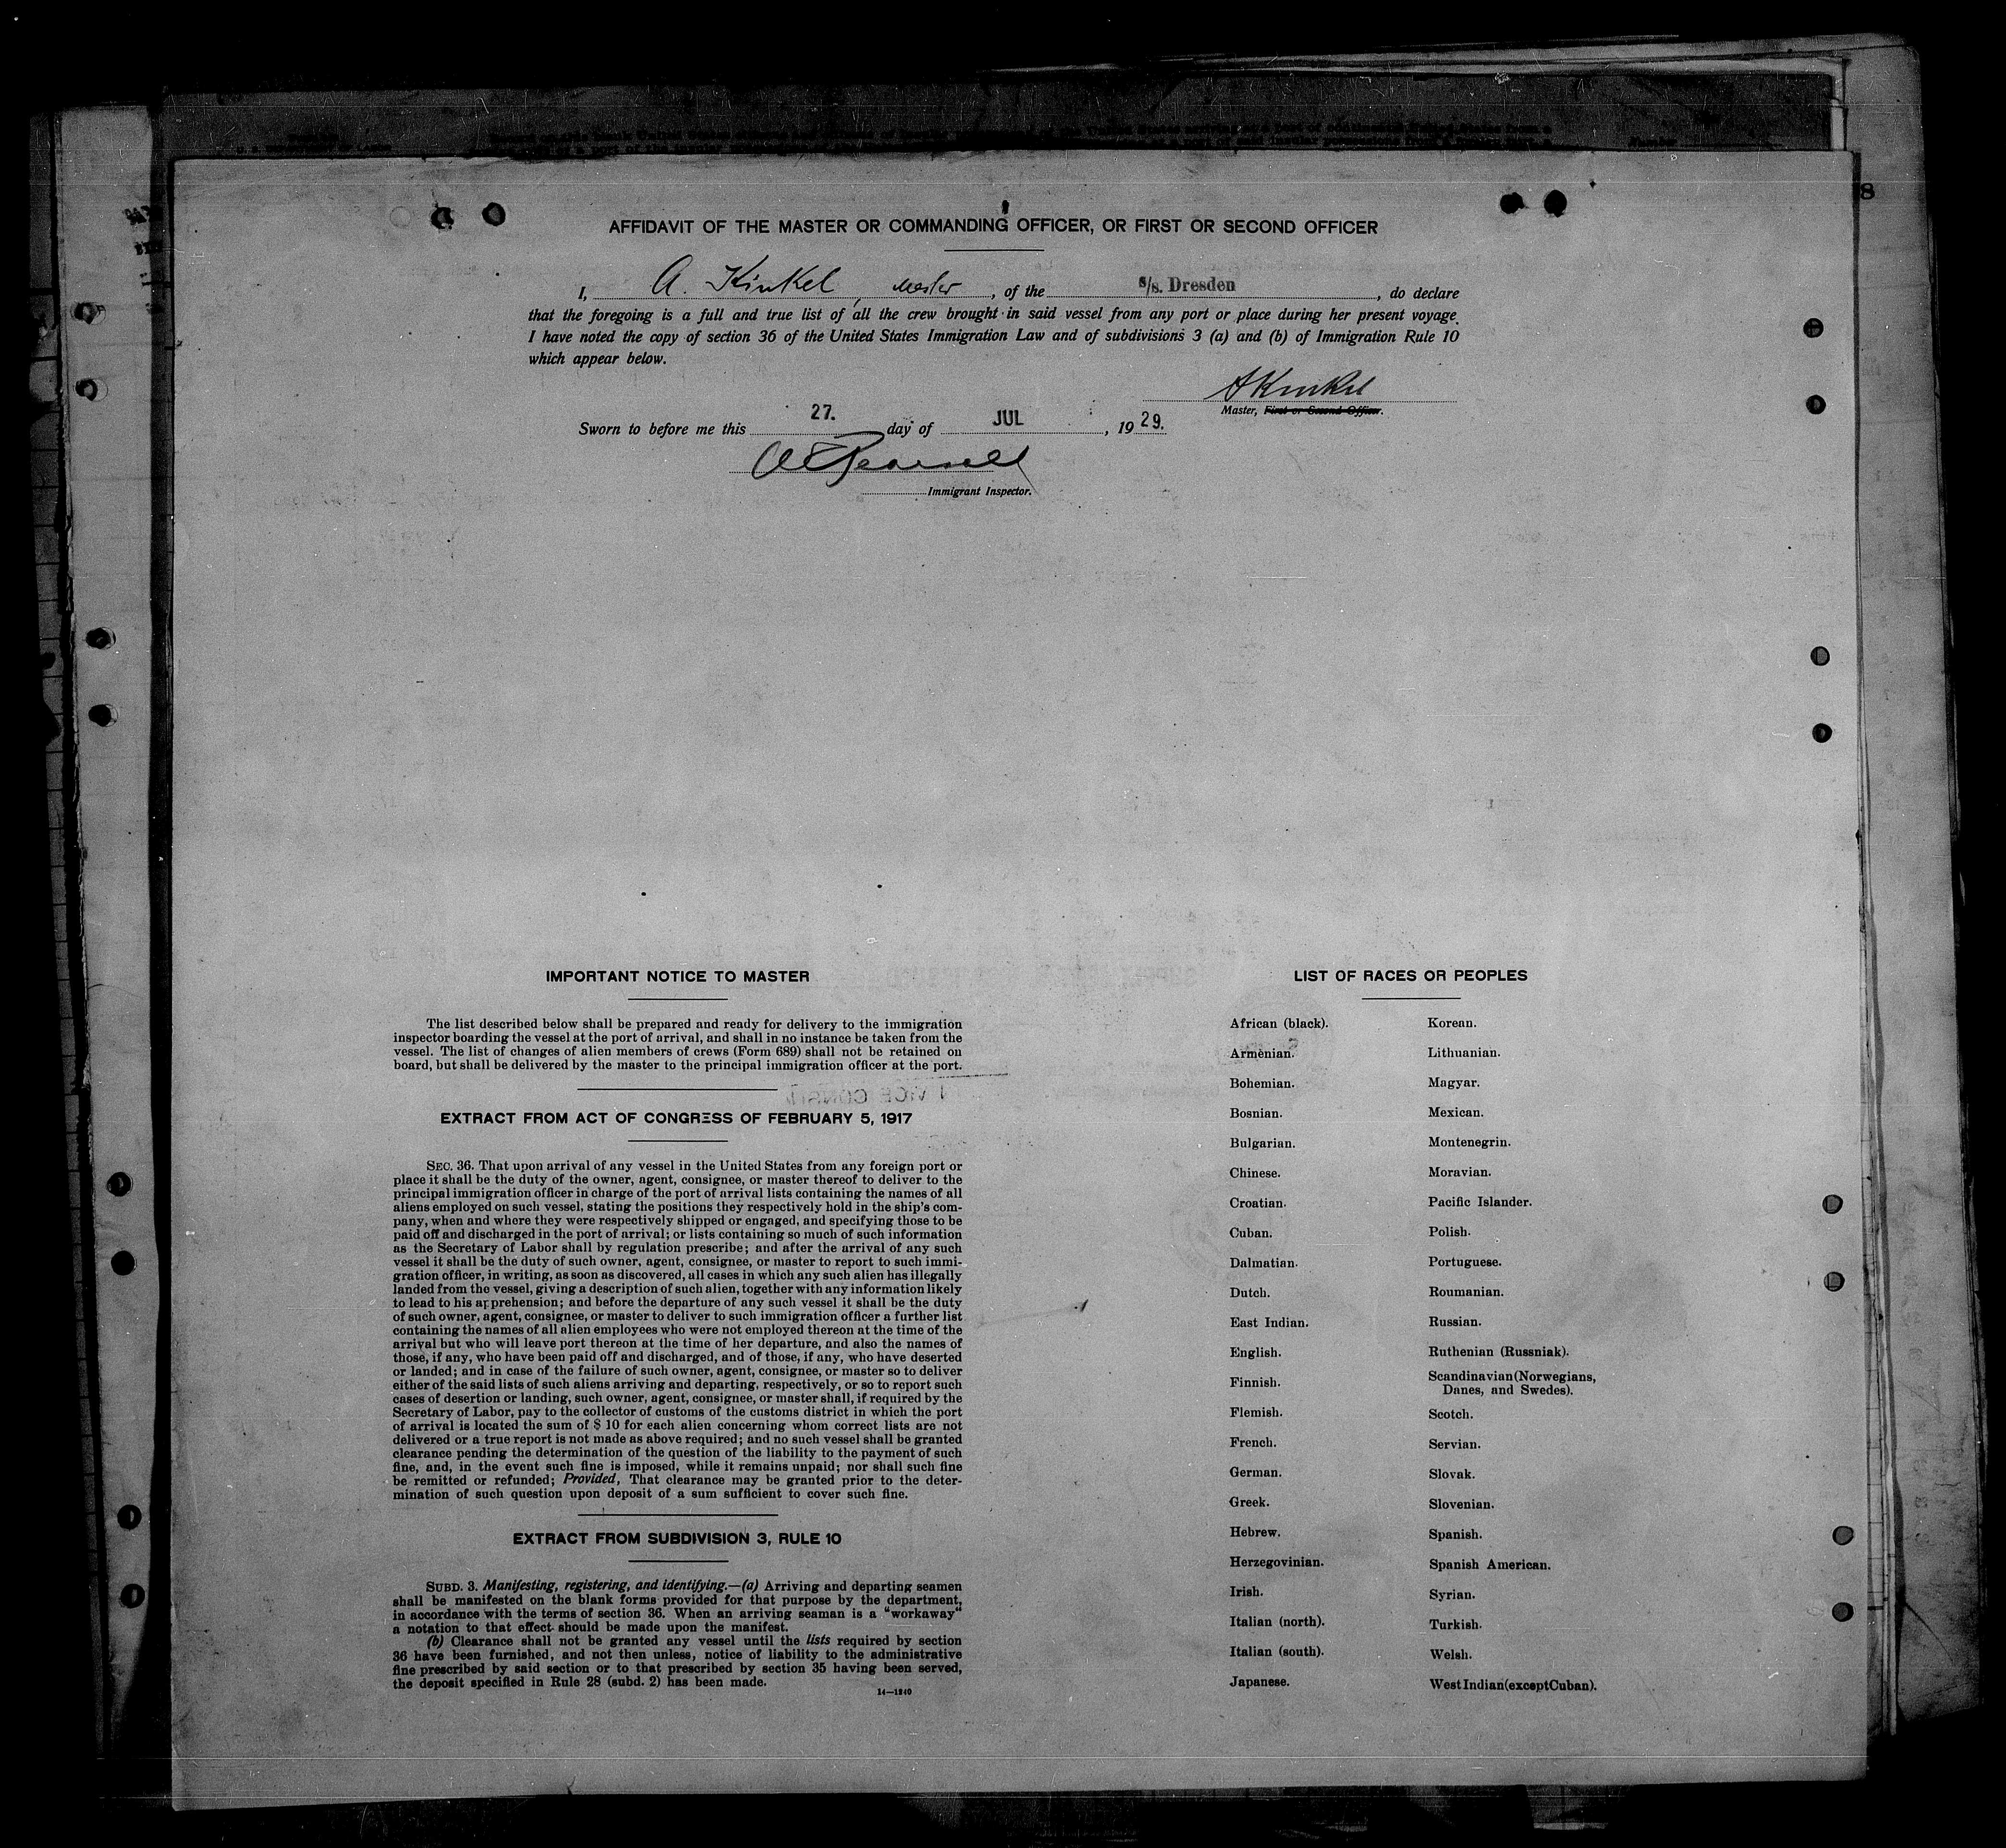 8
AFFIDAVIT OF THE MASTER OR COMMANDING OFFICER, OR FIRST OR SECOND OFFICER
I, A. Kinkel, Master, of the s/s. Dresden, do declare
that the foregoing is a full and true list of all the crew brought in said vessel from any port or place during her present voyage.
I have noted the copy of section 36 of the United States Immigration Law and of subdivisions 3 (a) and (b) of Immigration Rule 10
which appear below.
A Kinkel
Master, First or Second Officer.
Sworn to before me this 27. day of JUL, 1929.
Immigrant Inspector.
IMPORTANT NOTICE TO MASTER
The list described below shall be prepared and ready for delivery to the immigration
inspector boarding the vessel at the port of arrival, and shall in no instance be taken from the
vessel. The list of changes of alien members of crews (Form 689) shall not be retained on
board, but shall be delivered by the master to the principal immigration officer at the port.
EXTRACT FROM ACT OF CONGRESS OF FEBRUARY 5, 1917
SEC. 36. That upon arrival of any vessel in the United States from any foreign port or
place it shall be the duty of the owner, agent, consignee, or master thereof to deliver to the
principal immigration officer in charge of the port of arrival lists containing the names of all
aliens employed on such vessel, stating the positions they respectively hold in the ship's com-
pany, when and where they were respectively shipped or engaged, and specifying those to be
paid off and discharged in the port of arrival; or lists containing so much of such information
as the Secretary of Labor shall by regulation prescribe; and after the arrival of any such
vessel it shall be the duty of such owner, agent, consignee, or master to report to such immi-
gration officer, in writing, as soon as discovered, all cases in which any such alien has illegally
landed from the vessel, giving a description of such alien, together with any information likely
to lead to his apprehension; and before the departure of any such vessel it shall be the duty
of such owner, agent, consignee, or master to deliver to such immigration officer a further list
containing the names of all alien employees who were not employed thereon at the time of the
arrival but who will leave port thereon at the time of her departure, and also the names of
those, if any, who have been paid off and discharged, and of those, if any, who have deserted
or landed; and in case of the failure of such owner, agent, consignee, or master so to deliver
either of the said lists of such aliens arriving and departing, respectively, or so to report such
cases of desertion or landing, such owner, agent, consignee, or master shall, if required by the
Secretary of Labor, pay to the collector of customs of the customs district in which the port
of arrival is located the sum of $ 10 for each alien concerning whom correct lists are not
delivered or a true report is not made as above required; and no such vessel shall be granted
clearance pending the determination of the question of the liability to the payment of such
fine, and, in the event such fine is imposed, while it remains unpaid; nor shall such fine
be remitted or refunded; Provided, That clearance may be granted prior to the deter-
mination of such question upon deposit of a sum sufficient to cover such fine.
EXTRACT FROM SUBDIVISION 3, RULE 10
SUBD. 3. Manifesting, registering, and identifying.—(a) Arriving and departing seamen
shall be manifested on the blank forms provided for that purpose by the department,
in accordance with the terms of section 36. When an arriving seaman is a "workaway"
a notation to that effect should be made upon the manifest.
(b) Clearance shall not be granted any vessel until the lists required by section
36 have been furnished, and not then unless, notice of liability to the administrative
fine prescribed by said section or to that prescribed by section 35 having been served,
the deposit specified in Rule 28 (subd. 2) has been made.
14—1240
LIST OF RACES OR PEOPLES
African (black).
Armenian.
Bohemian.
Bosnian.
Bulgarian.
Chinese.
Croatian.
Cuban.
Dalmatian.
Dutch.
East Indian.
English.
Finnish.
Flemish.
French.
German.
Greek.
Hebrew.
Herzegovinian.
Irish.
Italian (north).
Italian (south).
Japanese.
Korean.
Lithuanian.
Magyar.
Mexican.
Montenegrin.
Moravian.
Pacific Islander.
Polish.
Portuguese.
Roumanian.
Russian.
Ruthenian (Russniak).
Scandinavian (Norwegians,
Danes, and Swedes).
Scotch.
Servian.
Slovak.
Slovenian.
Spanish.
Spanish American.
Syrian.
Turkish.
Welsh.
West Indian (except Cuban).